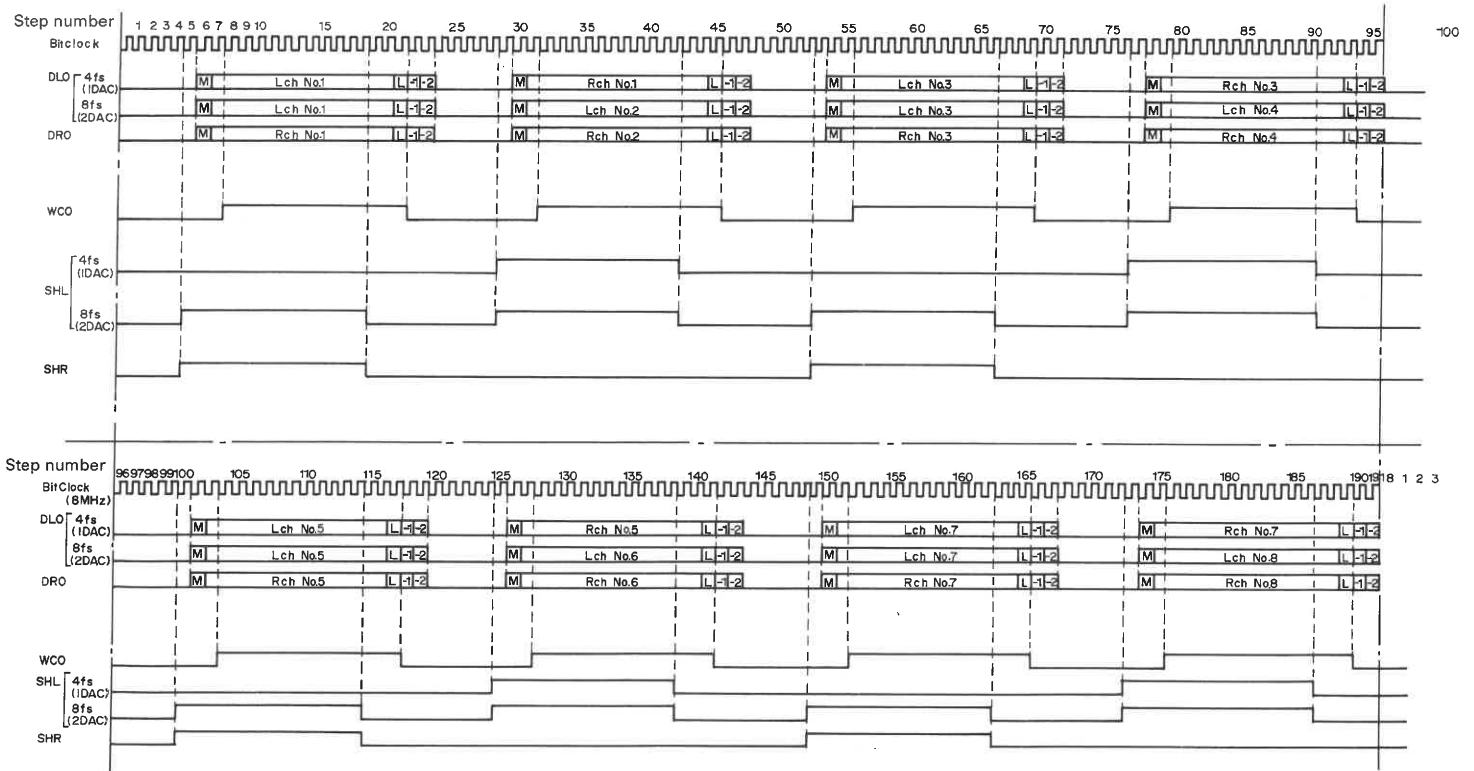 Step number 1 2 3 4 5 6 7 8 9 10 15 20 25 30 35 40 45 50 55 60 65 70 75 80 85 90 95 -100
Bitclock
DLO 4fs M Lch No.1 L -1 -2 M Rch No.1 L -1 -2 M Lch No.3 L -1 -2 M Rch No.3 L -1 -2
(1DAC)
8fs M Lch No.1 L -1 -2 M Lch No.2 L -1 -2 M Lch No.3 L -1 -2 M Lch No.4 L -1 -2
(2DAC)
DRO M Rch No.1 L -1 -2 M Rch No.2 L -1 -2 M Rch No.3 L -1 -2 M Rch No.4 L -1 -2
WCO
4fs
(1DAC)
SHL
8fs
(2DAC)
SHR
Step number 96 97 98 99 100 105 110 115 120 125 130 135 140 145 150 155 160 165 170 175 180 185 190 191 8 1 2 3
BitClock
(8MHz)
DLO 4fs M Lch No.5 L -1 -2 M Rch No.5 L -1 -2 M Lch No.7 L -1 -2 M Rch No.7 L -1 -2
(1DAC)
8fs M Lch No.5 L -1 -2 M Lch No.6 L -1 -2 M Lch No.7 L -1 -2 M Lch No.8 L -1 -2
(2DAC)
DRO M Rch No.5 L -1 -2 M Rch No.6 L -1 -2 M Rch No.7 L -1 -2 M Rch No.8 L -1 -2
WCO
SHL 4fs
(1DAC)
8fs
(2DAC)
SHR